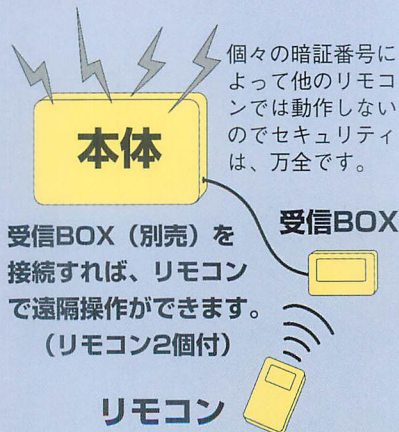 個々の暗証番号に
よって他のリモコ
ンでは動作しない
のでセキュリティ
は、万全です。
本体
受信BOX
受信BOX（別売）を
接続すれば、リモコン
で遠隔操作ができます。
（リモコン2個付）
リモコン